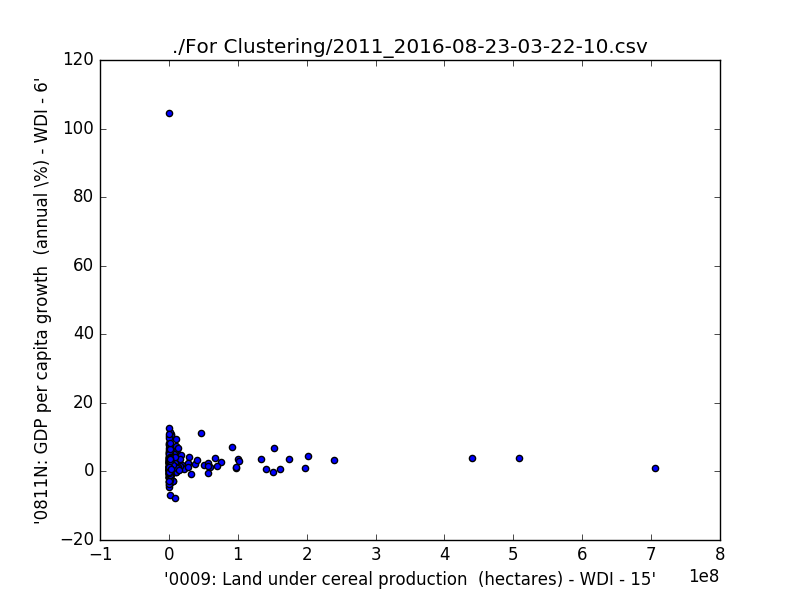 ./For Clustering/2011_2016-08-23-03-22-10.csv
120
100
80
60
40
20
0
−20
'0811N: GDP per capita growth  (annual \%) - WDI - 6'
−1 0 1 2 3 4 5 6 7 8
1e8
'0009: Land under cereal production  (hectares) - WDI - 15'